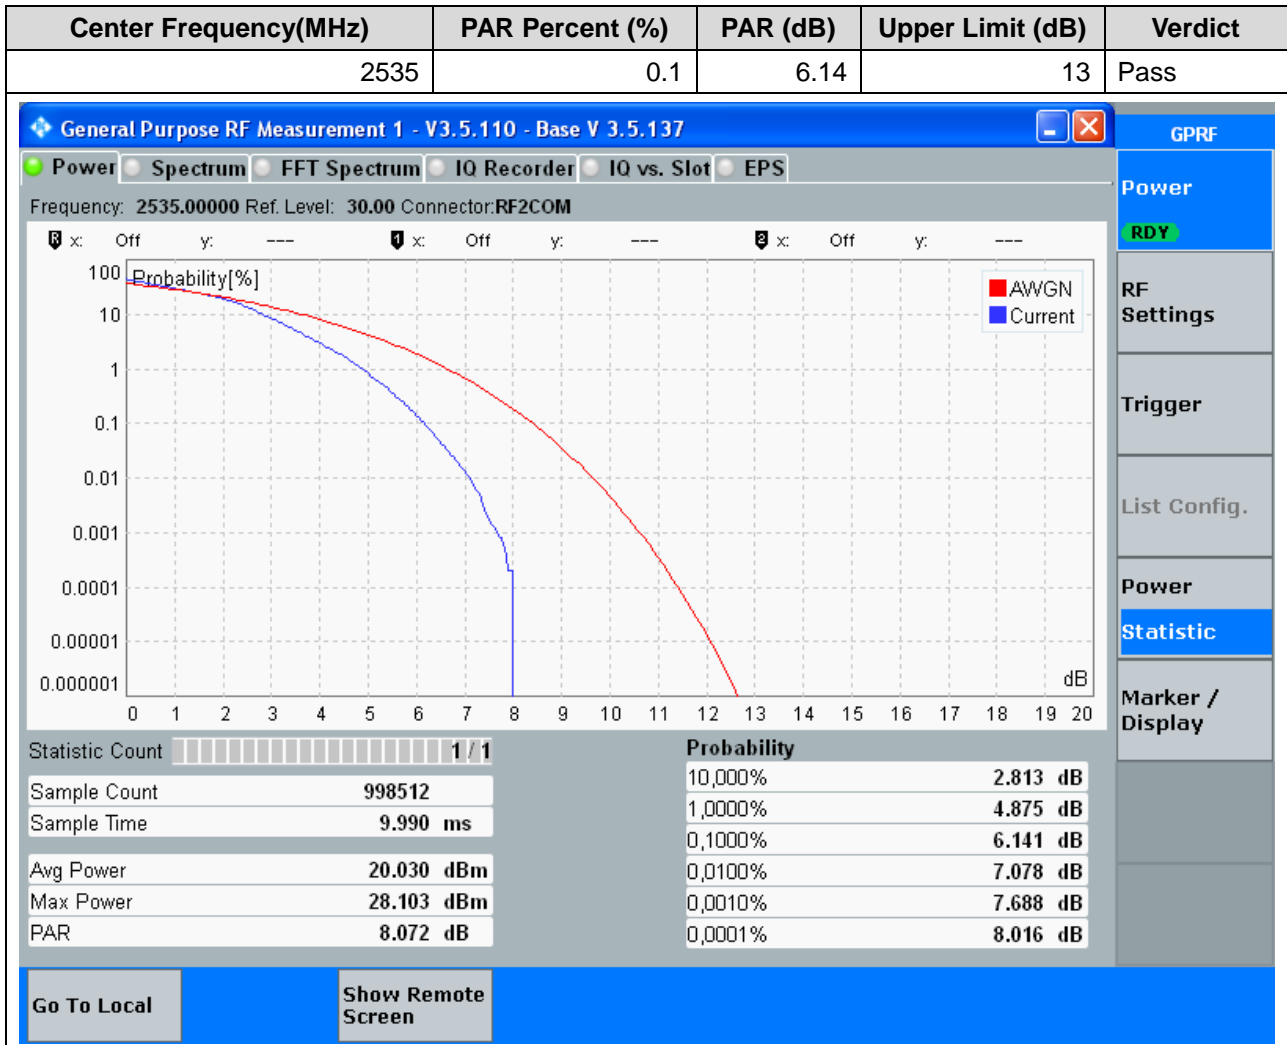 Center Frequency(MHz) PAR Percent (%) PAR (dB) Upper Limit (dB) Verdict
2535 0.1 6.14 13 Pass
General Purpose RF Measurement 1 - V3.5.110 - Base V 3.5.137
GPRF
Power Spectrum FFT Spectrum IQ Recorder IQ vs. Slot EPS
Power
RDY
Frequency: 2535.00000 Ref. Level: 30.00 Connector:RF2COM
R x: Off y: --- 1 x: Off y: --- 2 x: Off y: ---
Probability[%]
AWGN
Current
100
10
1
0.1
0.01
0.001
0.0001
0.00001
0.000001
dB
0 1 2 3 4 5 6 7 8 9 10 11 12 13 14 15 16 17 18 19 20
RF
Settings
Trigger
List Config.
Power
Statistic
Marker /
Display
Statistic Count 1 / 1
Sample Count 998512
Sample Time 9.990 ms
Avg Power 20.030 dBm
Max Power 28.103 dBm
PAR 8.072 dB
Probability
10,000% 2.813 dB
1,0000% 4.875 dB
0,1000% 6.141 dB
0,0100% 7.078 dB
0,0010% 7.688 dB
0,0001% 8.016 dB
Go To Local
Show Remote
Screen